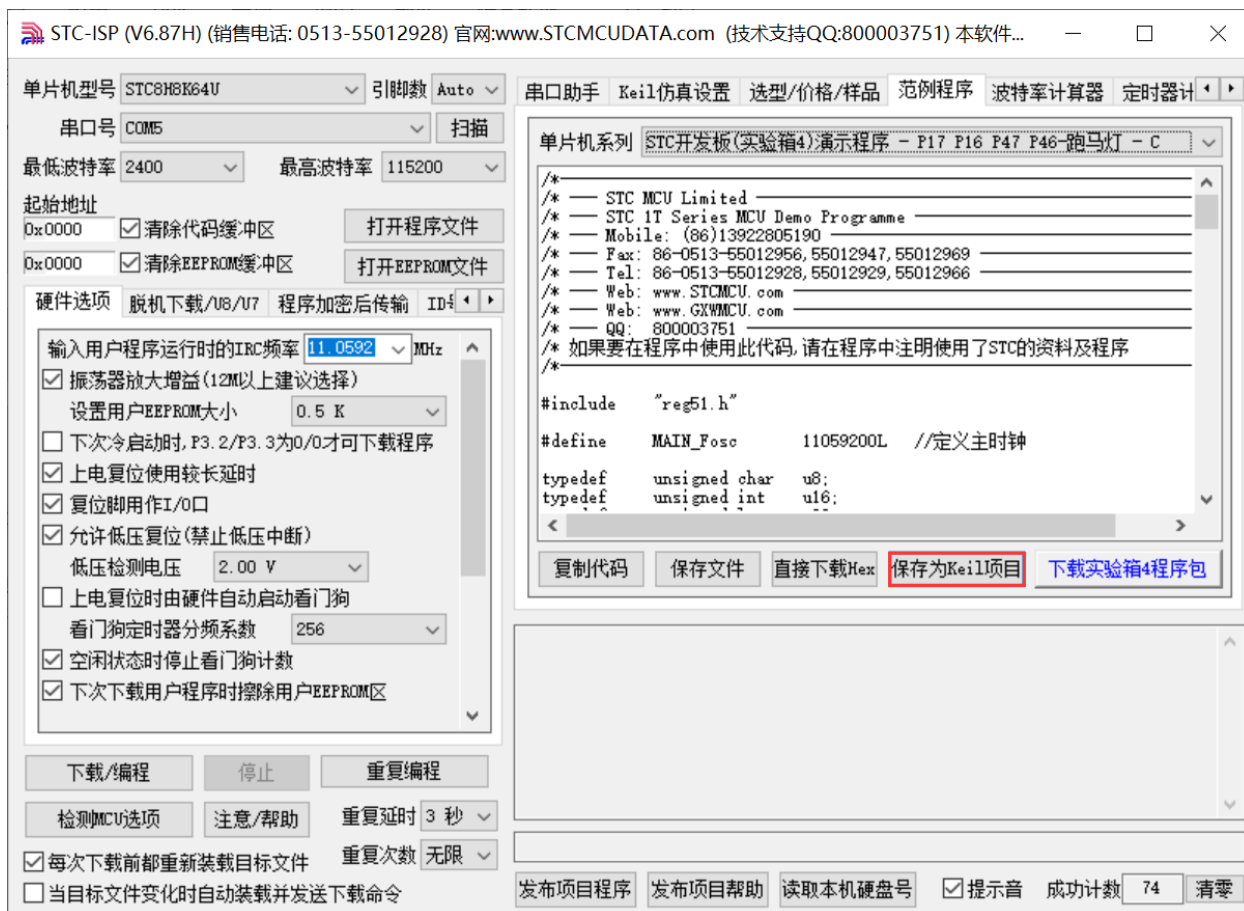 STC-ISP (V6.87H) (销售电话: 0513-55012928) 官网:www.STCMCUDATA.com (技术支持QQ:800003751) 本软件...
单片机型号 STC8H8K64U 引脚数 Auto
串口号 COM5 扫描
最低波特率 2400 最高波特率 115200
起始地址
0x0000 清除代码缓冲区 打开程序文件
0x0000 清除EEPROM缓冲区 打开EEPROM文件
硬件选项 脱机下载/U8/U7 程序加密后传输
输入用户程序运行时的IRC频率 11.0592 MHz
振荡器放大增益(12M以上建议选择)
设置用户EEPROM大小 0.5 K
下次冷启动时,P3.2/P3.3为0/0才可下载程序
上电复位使用较长延时
复位脚用作I/O口
允许低压复位(禁止低压中断)
低压检测电压 2.00 V
上电复位时由硬件自动启动看门狗
看门狗定时器分频系数 256
空闲状态时停止看门狗计数
下次下载用户程序时擦除用户EEPROM区
下载/编程 停止 重复编程
检测MCU选项 注意/帮助 重复延时 3 秒
每次下载前都重新装载目标文件 重复次数 无限
当目标文件变化时自动装载并发送下载命令
串口助手 Keil仿真设置 选型/价格/样品 范例程序 波特率计算器 定时器计
单片机系列 STC开发板(实验箱4)演示程序 - P17 P16 P47 P46-跑马灯 - C
/*————
/* —— STC MCU Limited ————
/* —— STC 1T Series MCU Demo Programme ————
/* —— Mobile: (86)13922805190 ————
/* —— Fax: 86-0513-55012956,55012947,55012969 ————
/* —— Tel: 86-0513-55012928,55012929,55012966 ————
/* —— Web: www.STCMCU.com ————
/* —— Web: www.GXWMCU.com ————
/* —— QQ: 800003751 ————
/* 如果要在程序中使用此代码,请在程序中注明使用了STC的资料及程序
/*————
#include "reg51.h"
#define MAIN_Fosc 11059200L //定义主时钟
typedef unsigned char u8;
typedef unsigned int u16;
复制代码 保存文件 直接下载Hex 保存为Keil项目 下载实验箱4程序包
发布项目程序 发布项目帮助 读取本机硬盘号 提示音 成功计数 74 清零